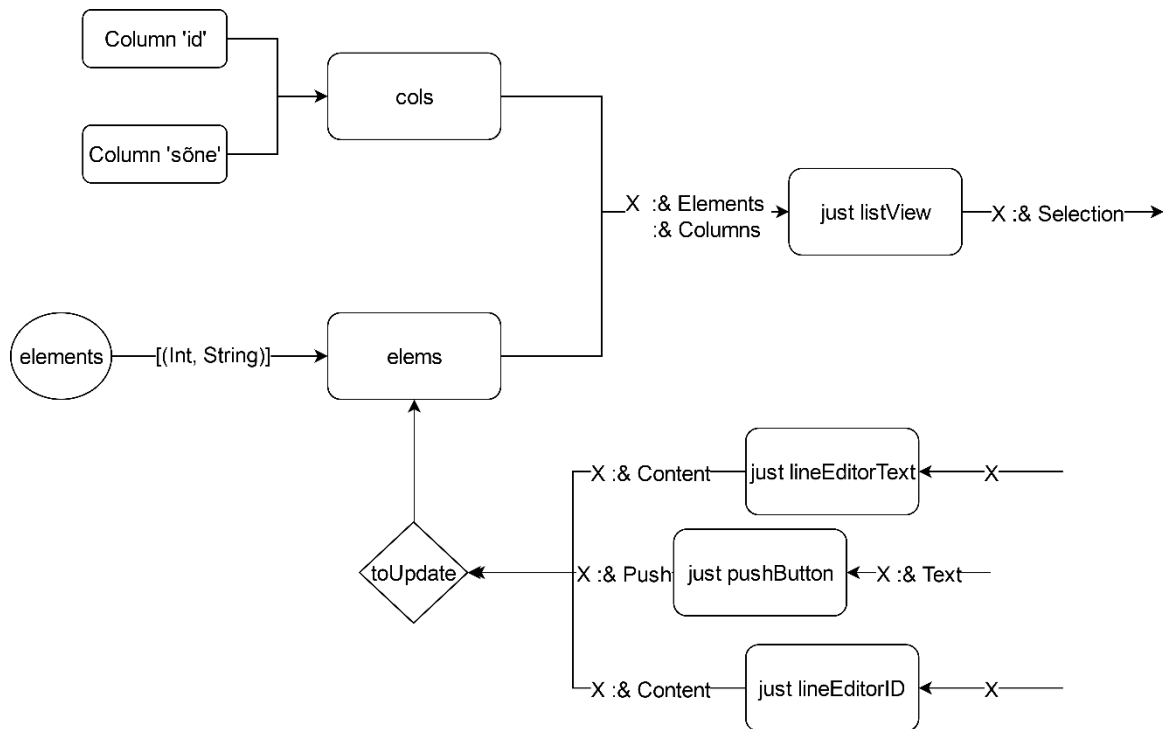 Column 'id'
cols
Column 'sõne'
X :& Elements
:& Columns
just listView
X :& Selection
elements
[(Int, String)]
elems
X :& Content
just lineEditorText
X
toUpdate
X :& Push
just pushButton
X :& Text
X :& Content
just lineEditorID
X